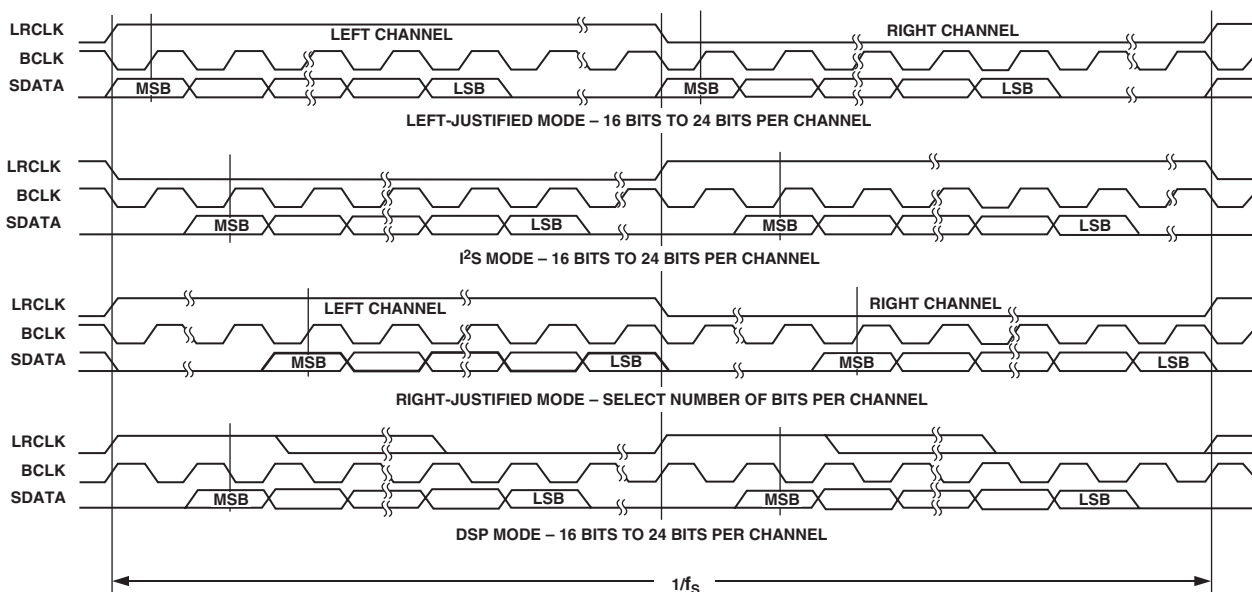 LRCLK
LEFT CHANNEL
RIGHT CHANNEL
BCLK
SDATA
MSB
LSB
MSB
LSB
LEFT-JUSTIFIED MODE – 16 BITS TO 24 BITS PER CHANNEL
LRCLK
BCLK
SDATA
MSB
LSB
MSB
LSB
I²S MODE – 16 BITS TO 24 BITS PER CHANNEL
LRCLK
LEFT CHANNEL
RIGHT CHANNEL
BCLK
SDATA
MSB
LSB
MSB
LSB
RIGHT-JUSTIFIED MODE – SELECT NUMBER OF BITS PER CHANNEL
LRCLK
BCLK
SDATA
MSB
LSB
MSB
LSB
DSP MODE – 16 BITS TO 24 BITS PER CHANNEL
1/fS